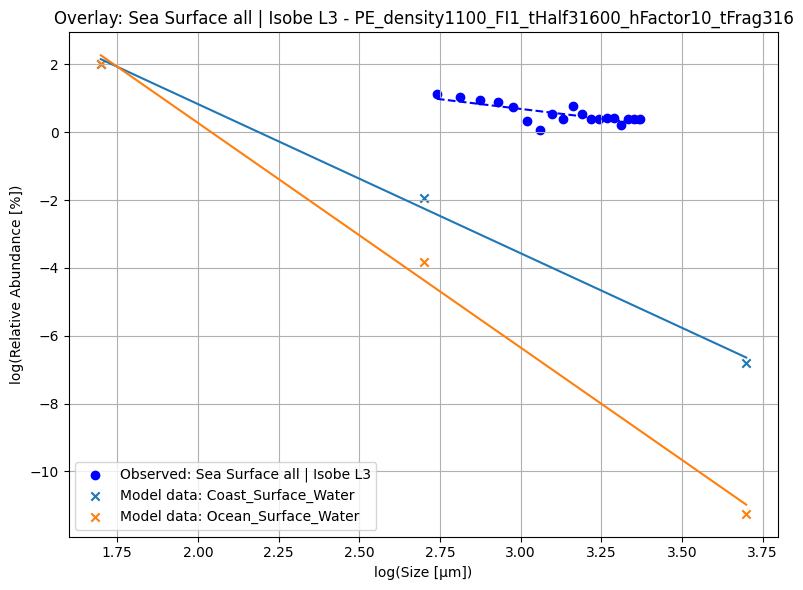 Overlay: Sea Surface all | Isobe L3 - PE_density1100_FI1_tHalf31600_hFactor10_tFrag316
log(Relative Abundance [%])
2
0
−2
−4
−6
−8
−10
Observed: Sea Surface all | Isobe L3
Model data: Coast_Surface_Water
Model data: Ocean_Surface_Water
1.75 2.00 2.25 2.50 2.75 3.00 3.25 3.50 3.75
log(Size [μm])